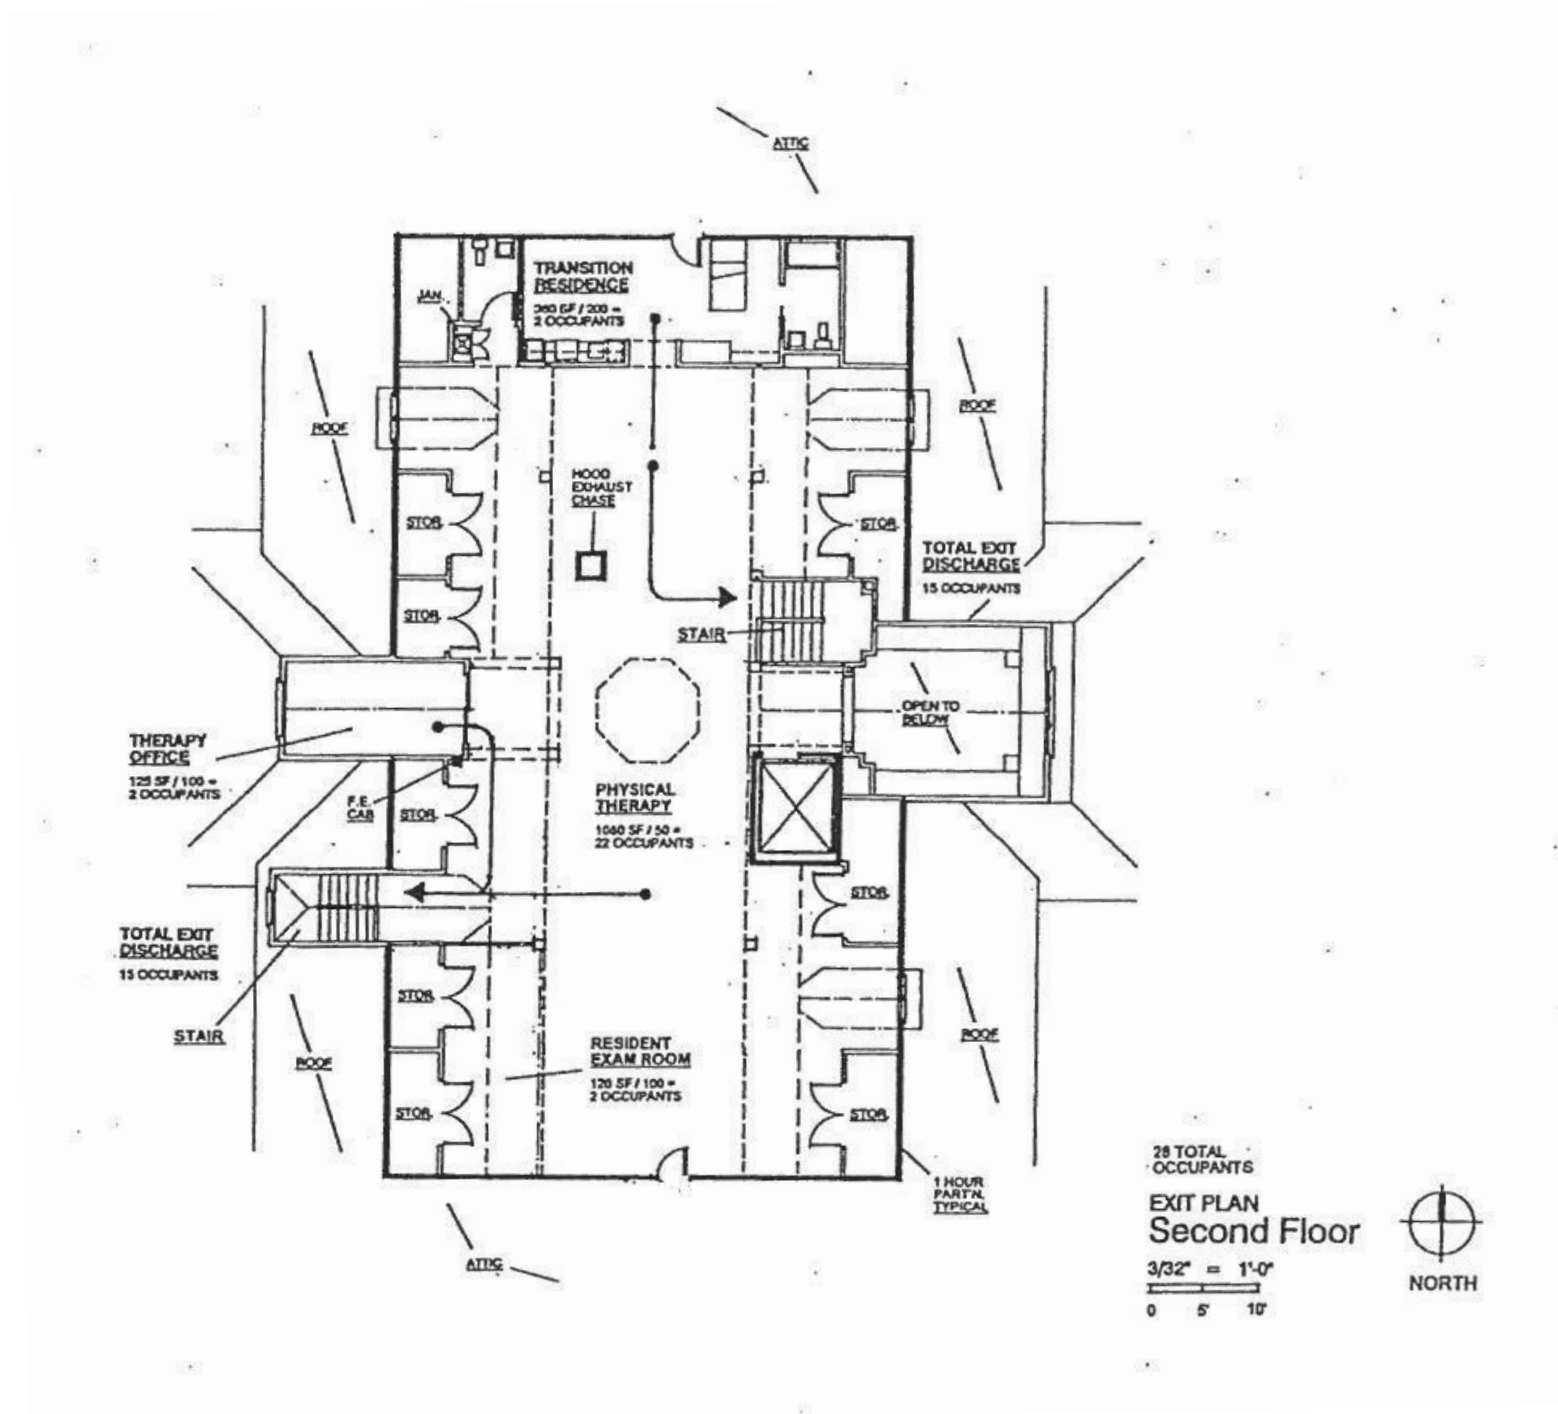 ATTIC
TRANSITION
RESIDENCE
360 SF / 200 =
2 OCCUPANTS
JAN.
ROOF
ROOF
HOOD
EXHAUST
CHASE
STOR.
STOR.
TOTAL EXIT
DISCHARGE
15 OCCUPANTS
STOR.
STAIR
OPEN TO
BELOW
THERAPY
OFFICE
125 SF / 100 =
2 OCCUPANTS
F.E.
CAB
STOR.
PHYSICAL
THERAPY
1060 SF / 50 =
22 OCCUPANTS
STOR.
TOTAL EXIT
DISCHARGE
15 OCCUPANTS
STOR.
STAIR
ROOF
RESIDENT
EXAM ROOM
120 SF / 100 =
2 OCCUPANTS
ROOF
STOR.
STOR.
1 HOUR
PART'N.
TYPICAL
ATTIC
28 TOTAL
OCCUPANTS
EXIT PLAN
Second Floor
3/32" = 1'-0"
0 5' 10'
NORTH